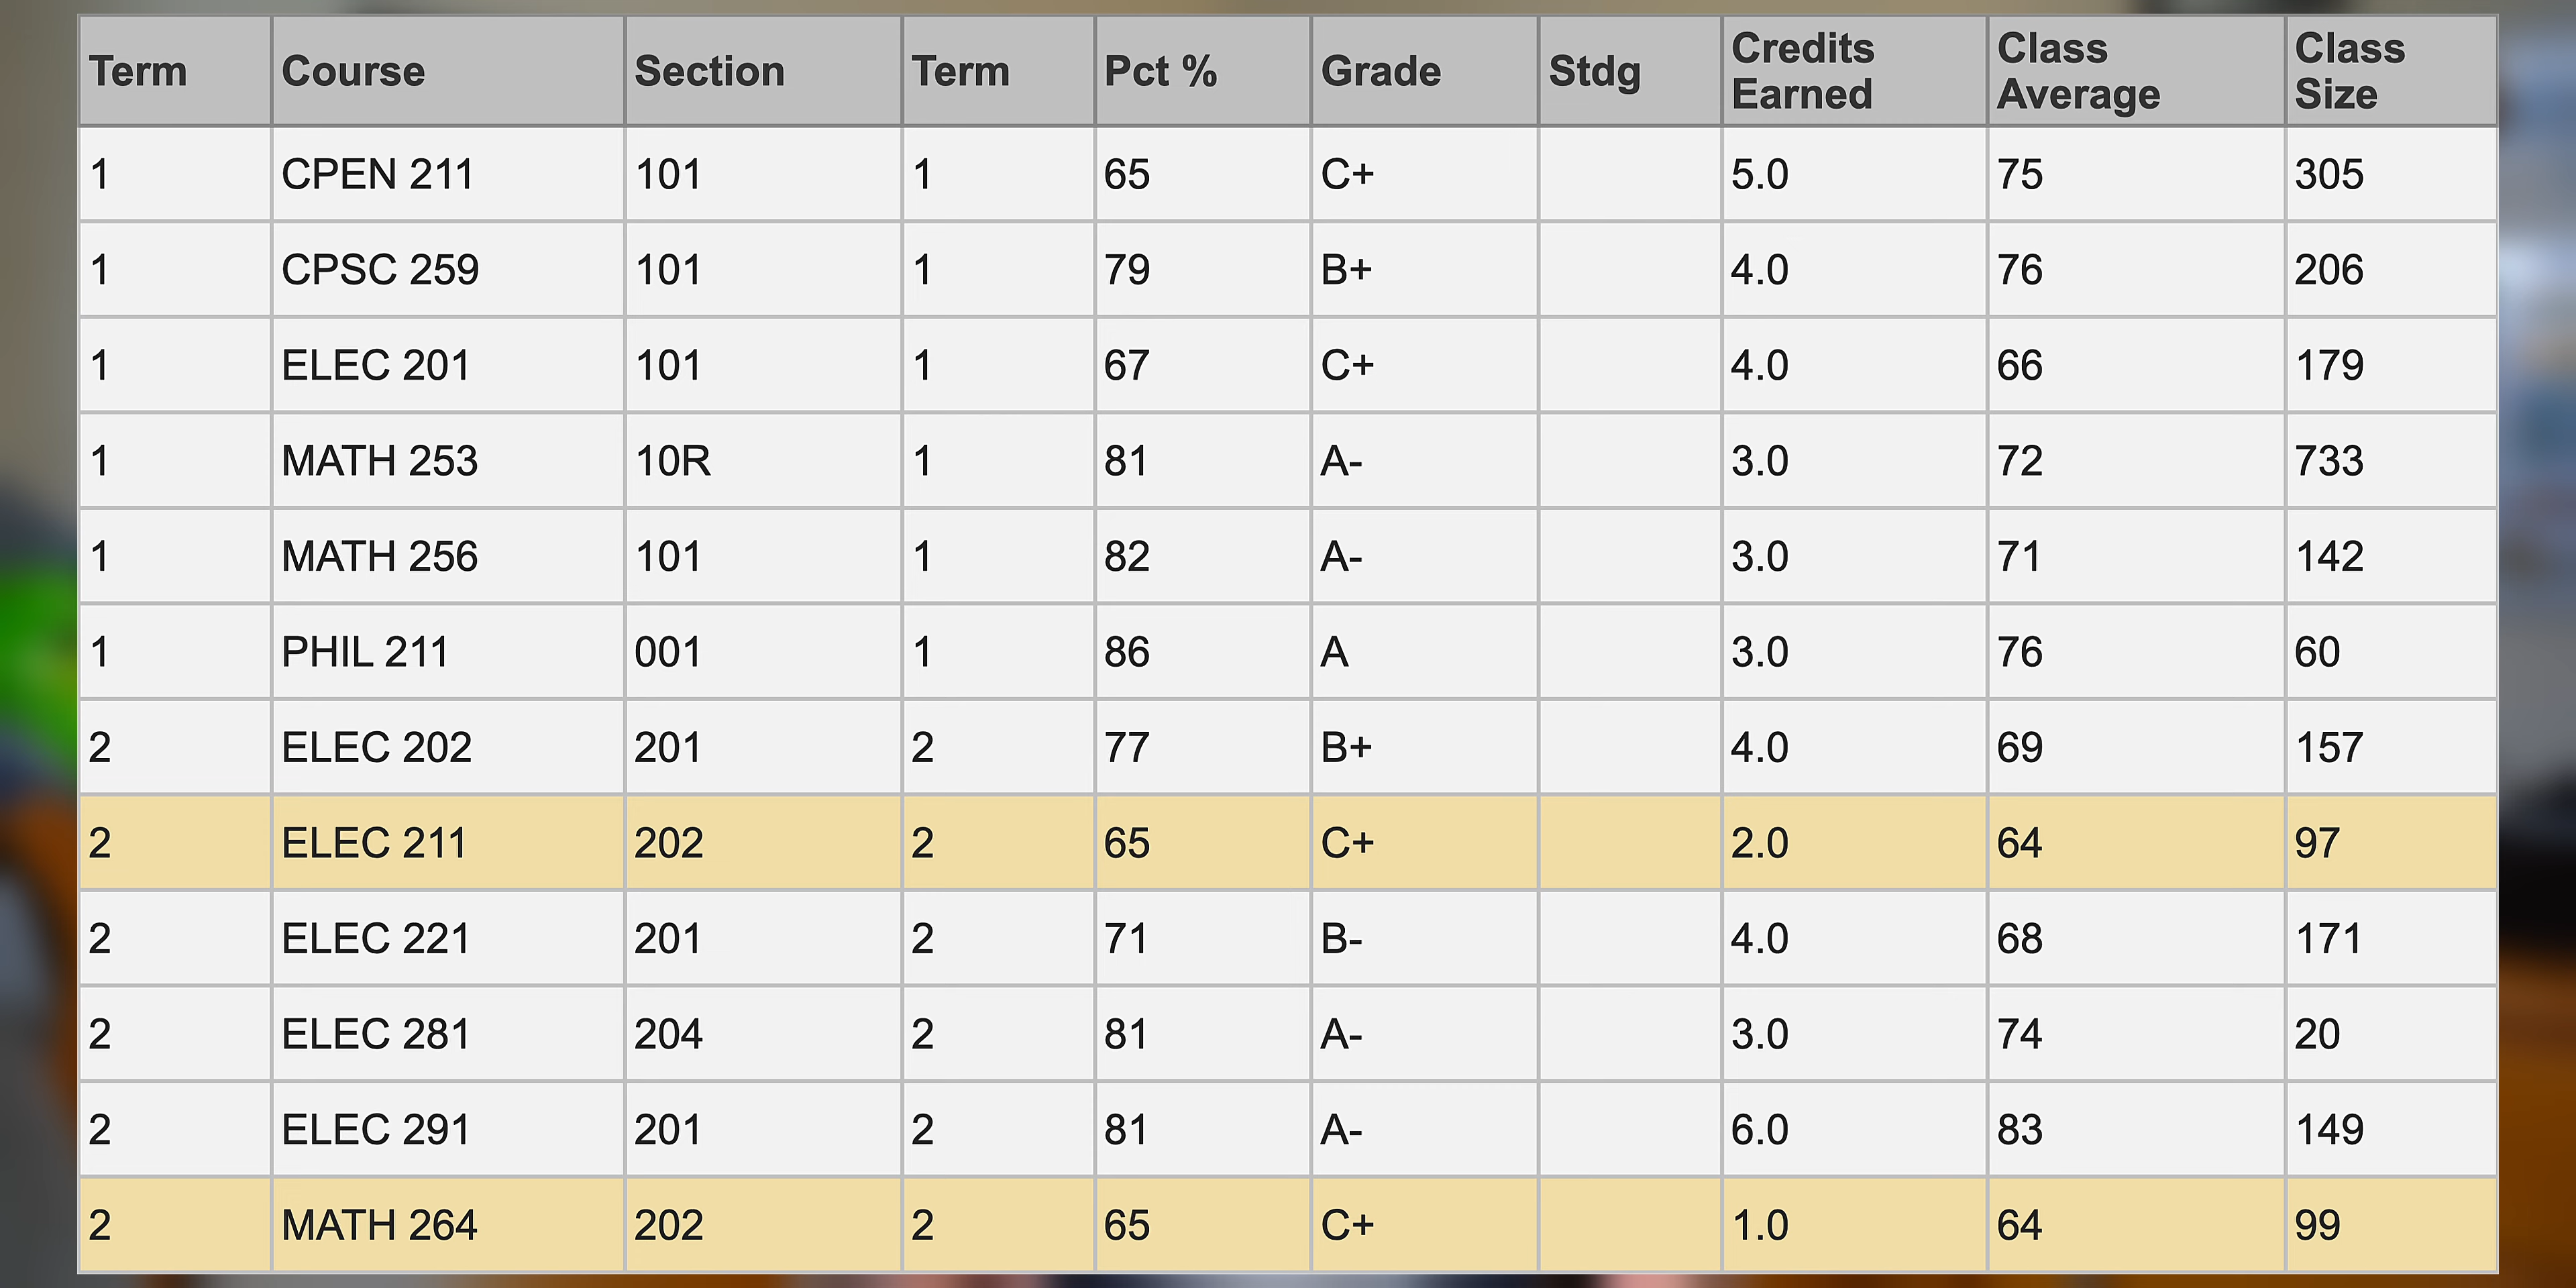 Term Course Section Term Pct % Grade Stdg Credits Earned Class Average Class Size
1 CPEN 211 101 1 65 C+ 5.0 75 305
1 CPSC 259 101 1 79 B+ 4.0 76 206
1 ELEC 201 101 1 67 C+ 4.0 66 179
1 MATH 253 10R 1 81 A- 3.0 72 733
1 MATH 256 101 1 82 A- 3.0 71 142
1 PHIL 211 001 1 86 A 3.0 76 60
2 ELEC 202 201 2 77 B+ 4.0 69 157
2 ELEC 211 202 2 65 C+ 2.0 64 97
2 ELEC 221 201 2 71 B- 4.0 68 171
2 ELEC 281 204 2 81 A- 3.0 74 20
2 ELEC 291 201 2 81 A- 6.0 83 149
2 MATH 264 202 2 65 C+ 1.0 64 99